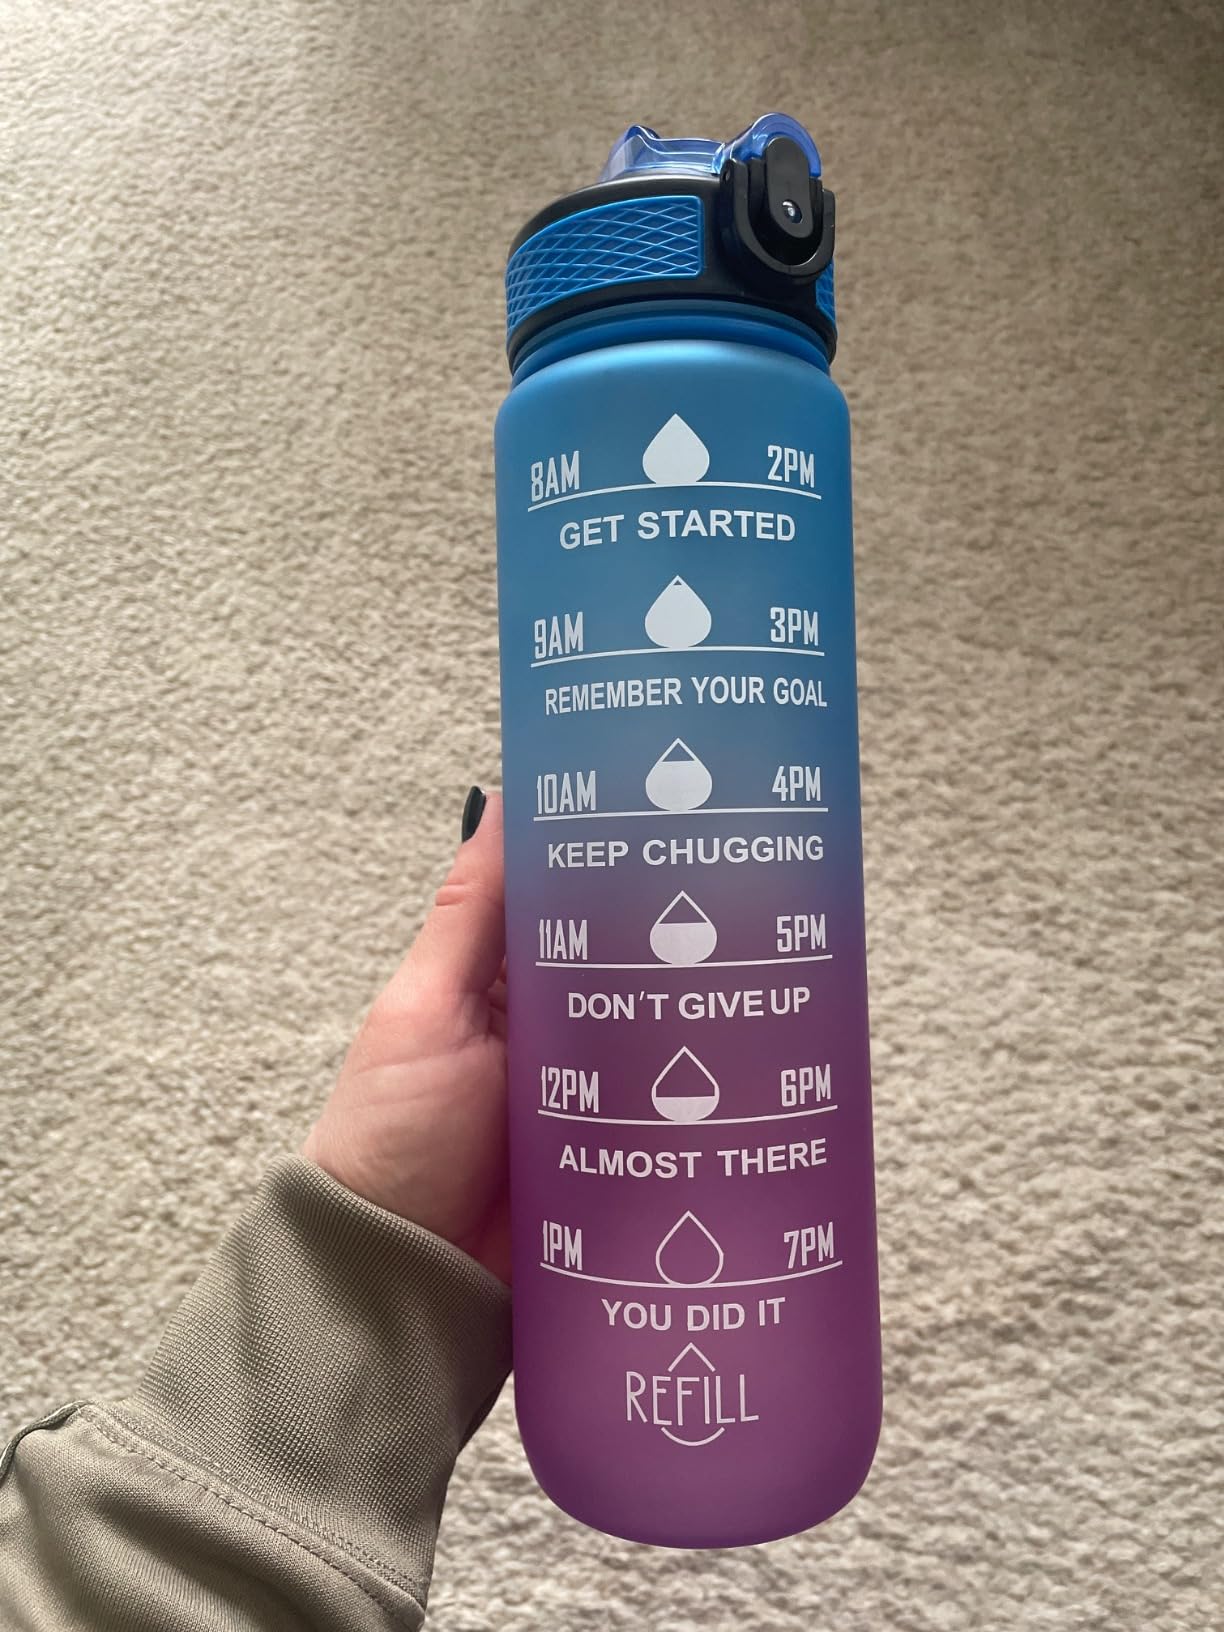 8AM 2PM
GET STARTED
9AM 3PM
REMEMBER YOUR GOAL
10AM 4PM
KEEP CHUGGING
11AM 5PM
DON'T GIVE UP
12PM 6PM
ALMOST THERE
1PM 7PM
YOU DID IT
REFILL